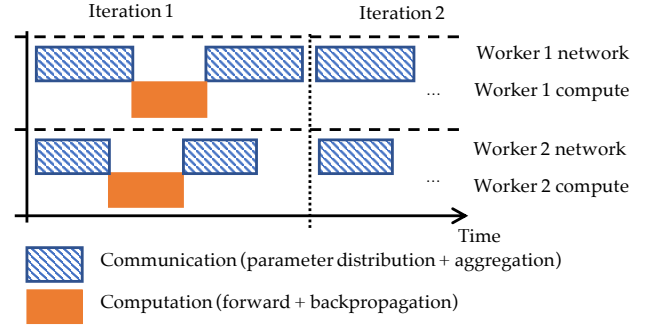 Iteration 1
Iteration 2
Worker 1 network
Worker 1 compute
...
Worker 2 network
Worker 2 compute
...
Time
Communication (parameter distribution + aggregation)
Computation (forward + backpropagation)